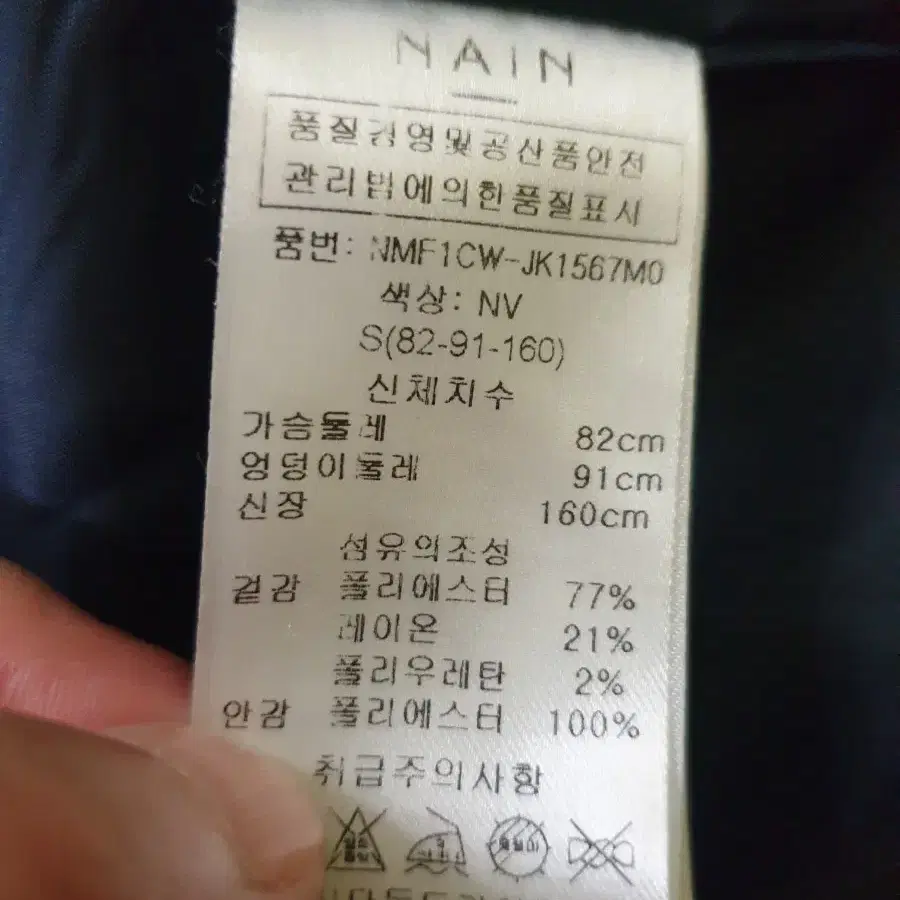 NAiN
품질경영및공산품안전
관리법에의한품질표시
품번: NMF1CW-JK1567M0
색상: NV
S(82-91-160)
신체치수
가슴둘레 82cm
엉덩이둘레 91cm
신장 160cm
섬유의조성
겉감 폴리에스터 77%
레이온 21%
폴리우레탄 2%
안감 폴리에스터 100%
취급주의사항